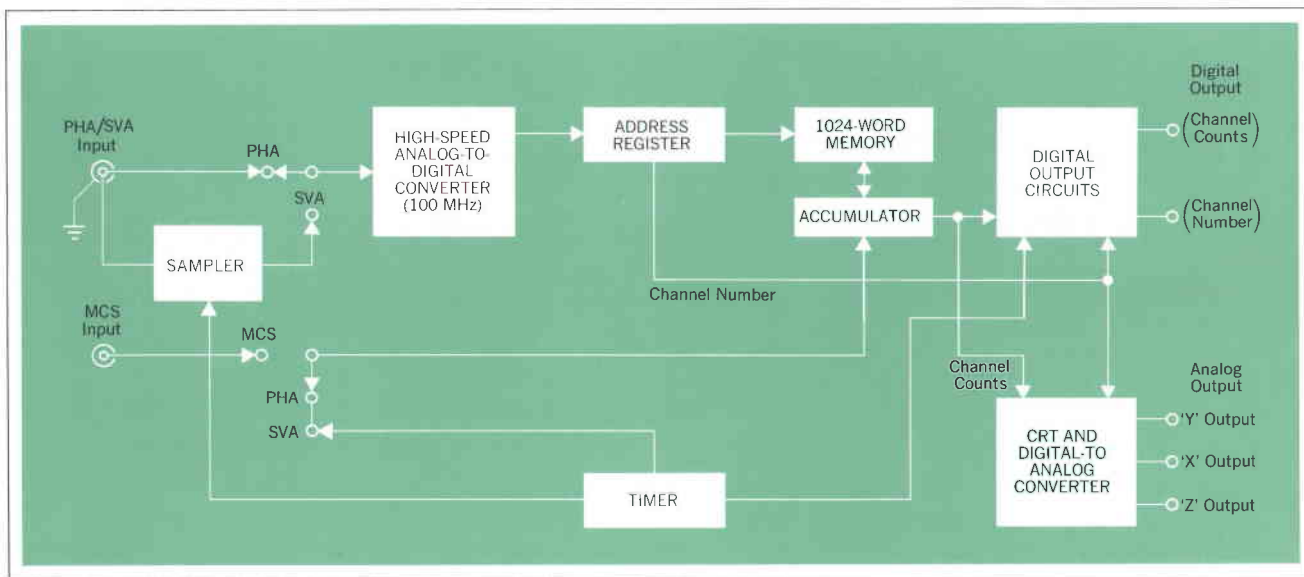 PHA/SVA
Input
PHA
SVA
SAMPLER
MCS
Input
MCS
PHA
SVA
HIGH-SPEED
ANALOG-TO-
DIGITAL
CONVERTER
(100 MHz)
ADDRESS
REGISTER
1024-WORD
MEMORY
ACCUMULATOR
Channel Number
Channel
Counts
TIMER
DIGITAL
OUTPUT
CIRCUITS
CRT AND
DIGITAL-TO
ANALOG
CONVERTER
Digital
Output
(Channel
Counts)
(Channel
Number)
Analog
Output
'Y' Output
'X' Output
'Z' Output